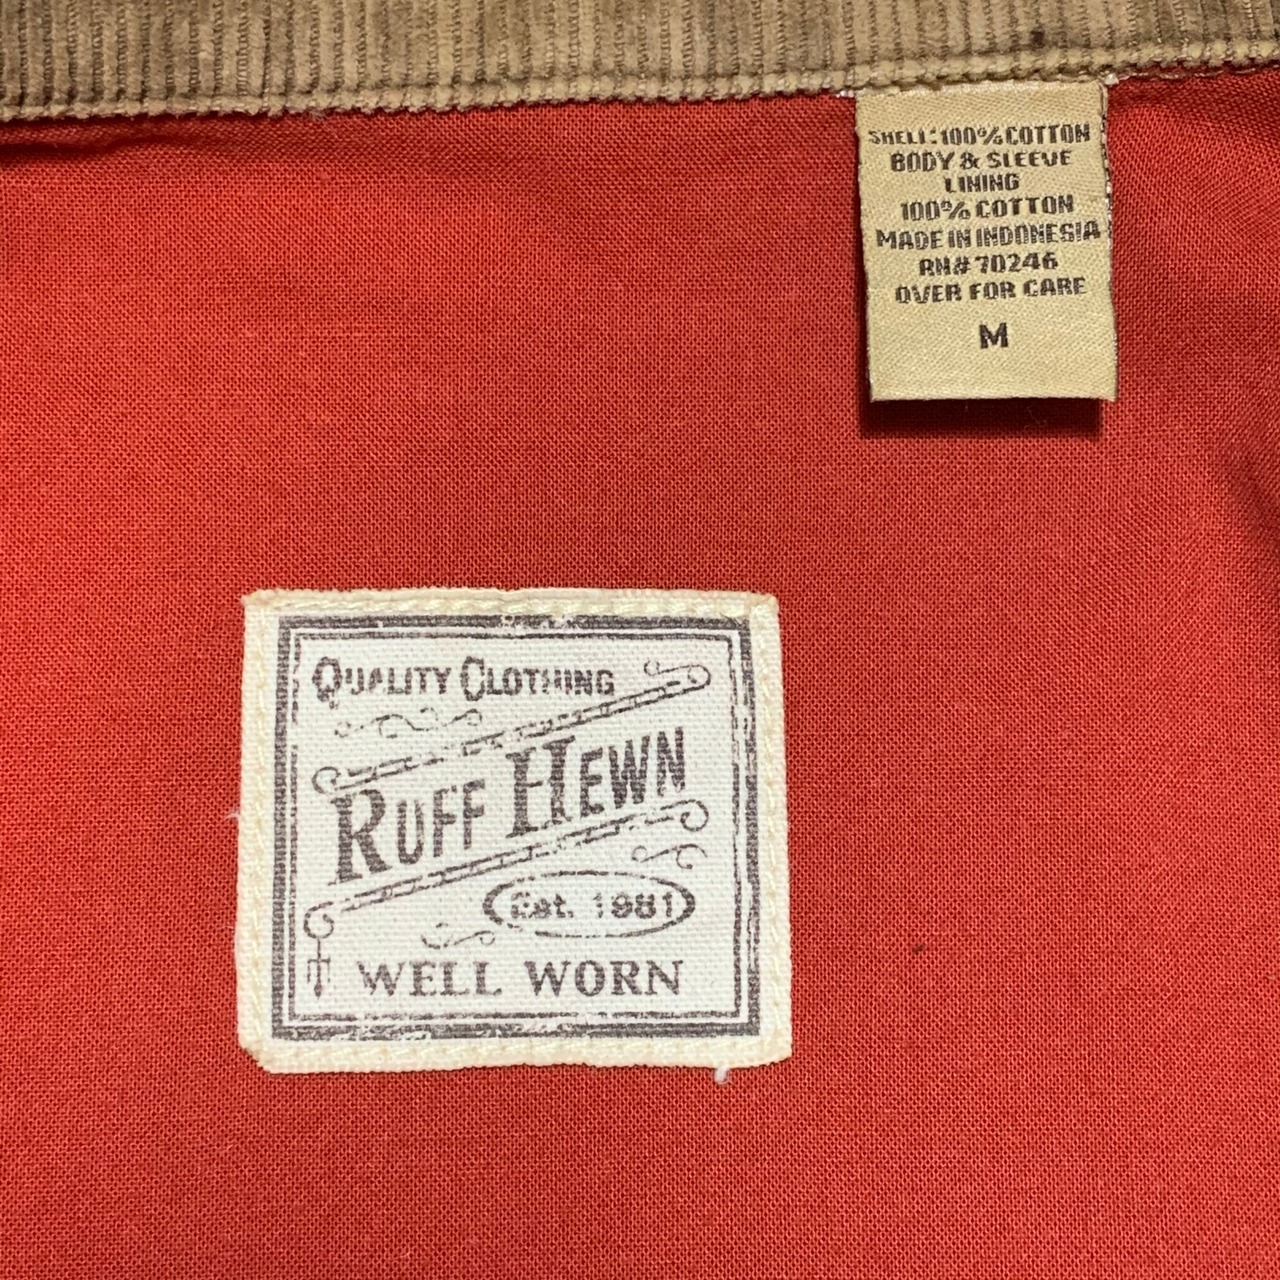 SHELL: 100% COTTON
BODY & SLEEVE
LINING
100% COTTON
MADE IN INDONESIA
RN# 70246
OVER FOR CARE
M
QUALITY CLOTHING
RUFF HEWN
Est. 1981
WELL WORN